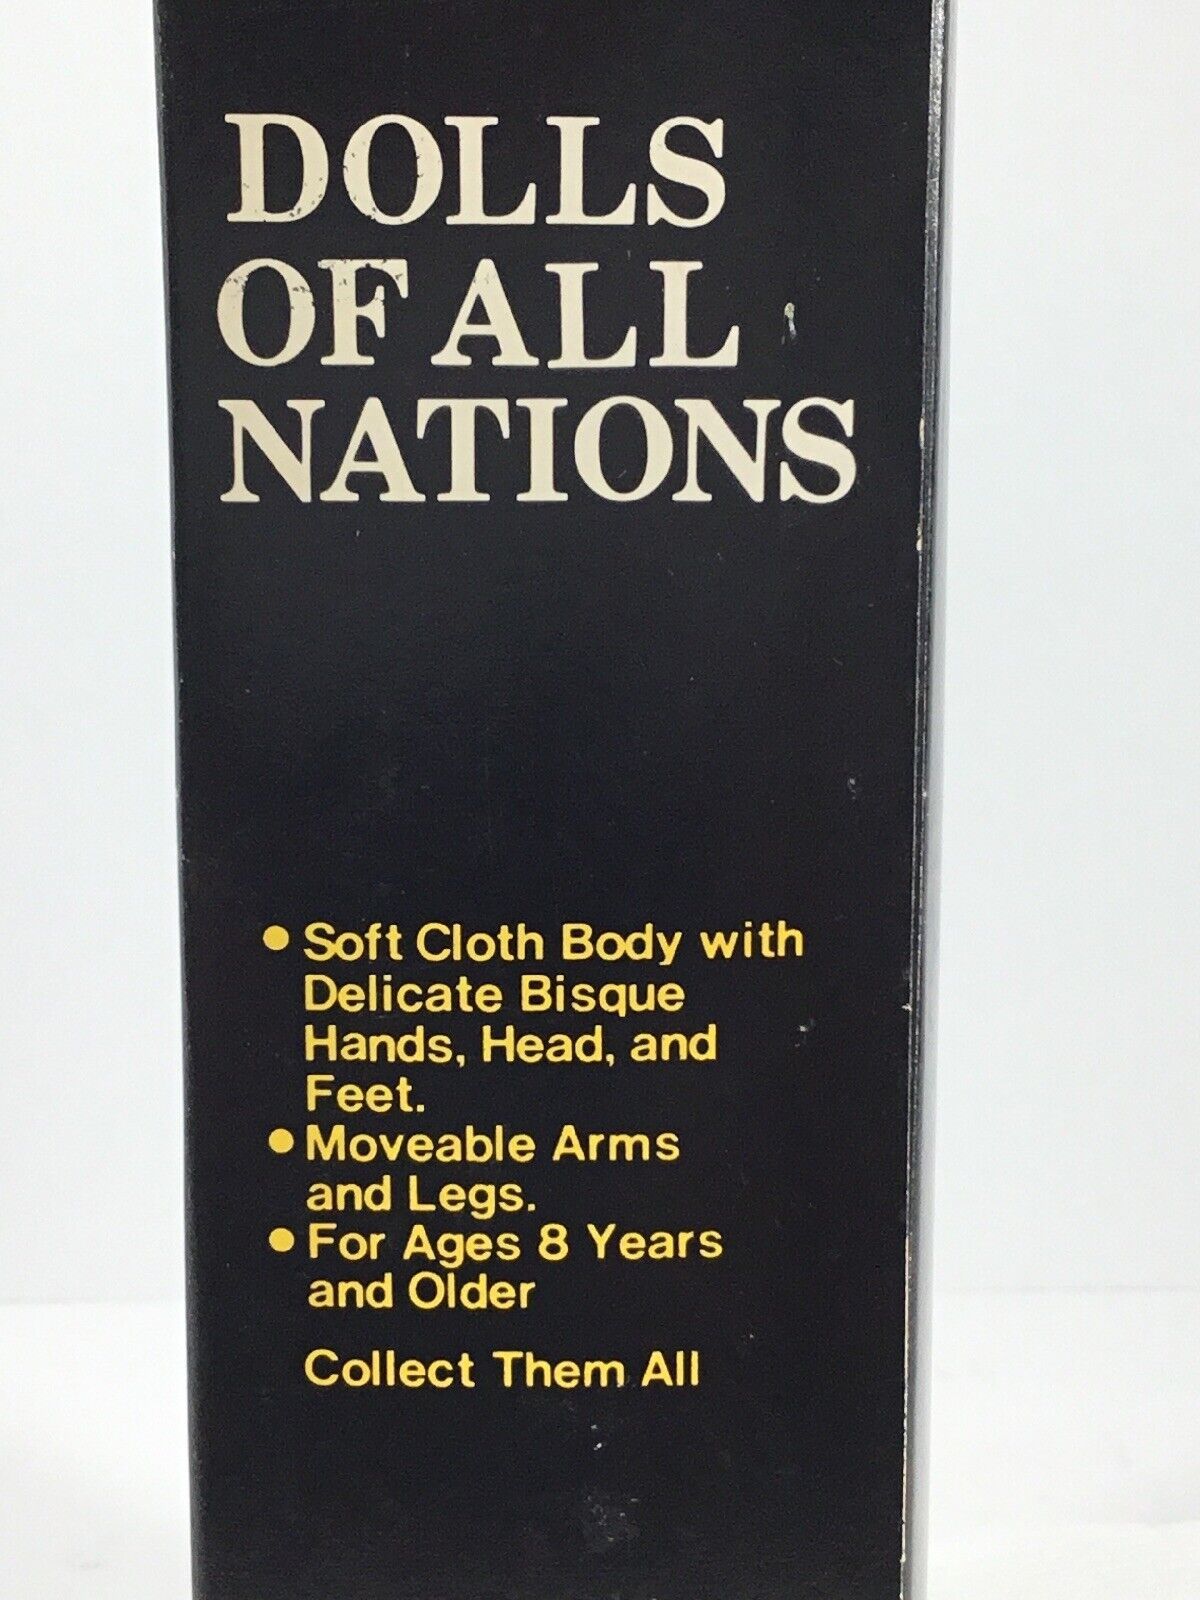 DOLLS
OF ALL
NATIONS
• Soft Cloth Body with
Delicate Bisque
Hands, Head, and
Feet.
• Moveable Arms
and Legs.
• For Ages 8 Years
and Older
Collect Them All